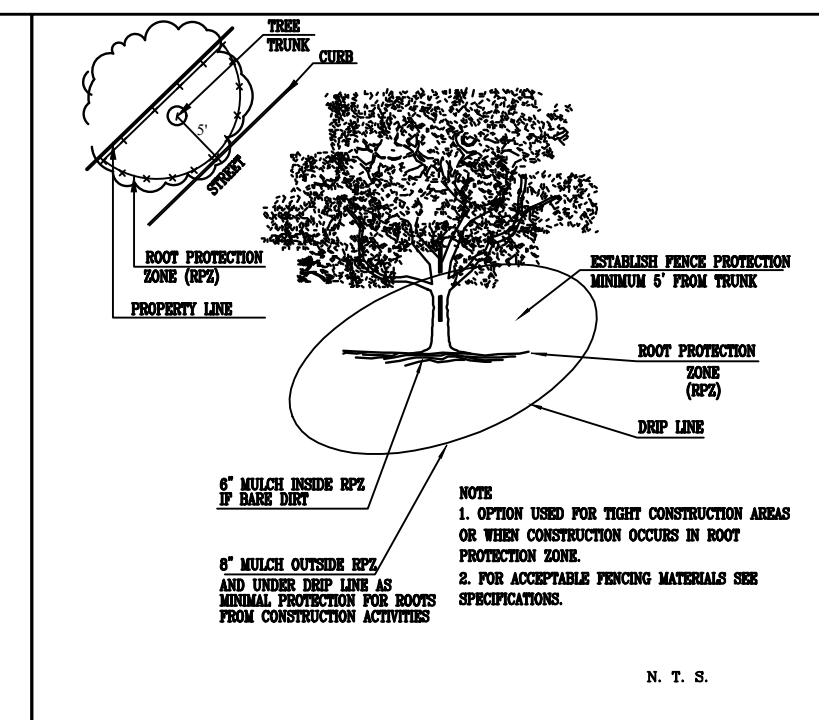 TREE
TRUNK
CURB
5'
STREET
ROOT PROTECTION
ZONE (RPZ)
PROPERTY LINE
ESTABLISH FENCE PROTECTION
MINIMUM 5' FROM TRUNK
ROOT PROTECTION
ZONE
(RPZ)
DRIP LINE
6" MULCH INSIDE RPZ
IF BARE DIRT
8" MULCH OUTSIDE RPZ
AND UNDER DRIP LINE AS
MINIMAL PROTECTION FOR ROOTS
FROM CONSTRUCTION ACTIVITIES
NOTE
1. OPTION USED FOR TIGHT CONSTRUCTION AREAS
OR WHEN CONSTRUCTION OCCURS IN ROOT
PROTECTION ZONE.
2. FOR ACCEPTABLE FENCING MATERIALS SEE
SPECIFICATIONS.
N. T. S.